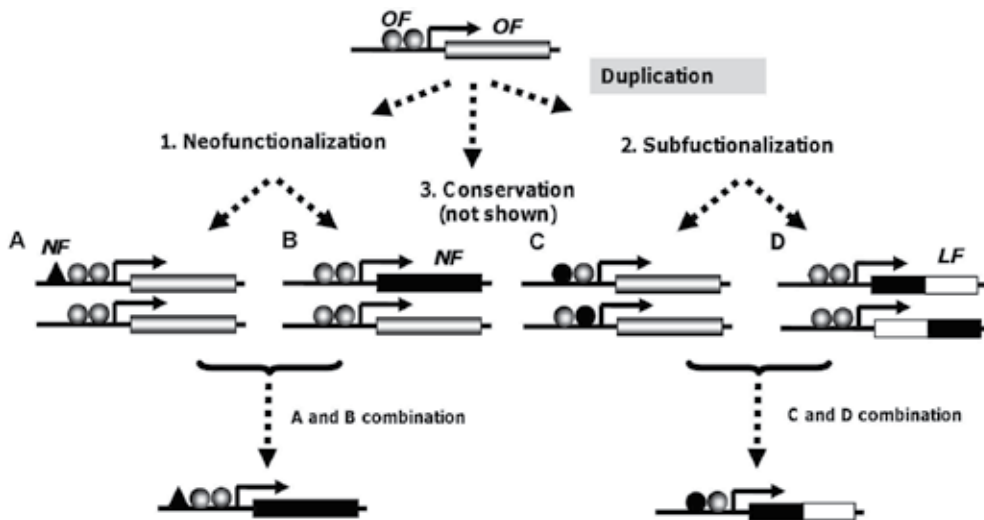 OF
OF
Duplication
1. Neofunctionalization
2. Subfuctionalization
3. Conservation
(not shown)
A
NF
B
NF
C
D
LF
A and B combination
C and D combination